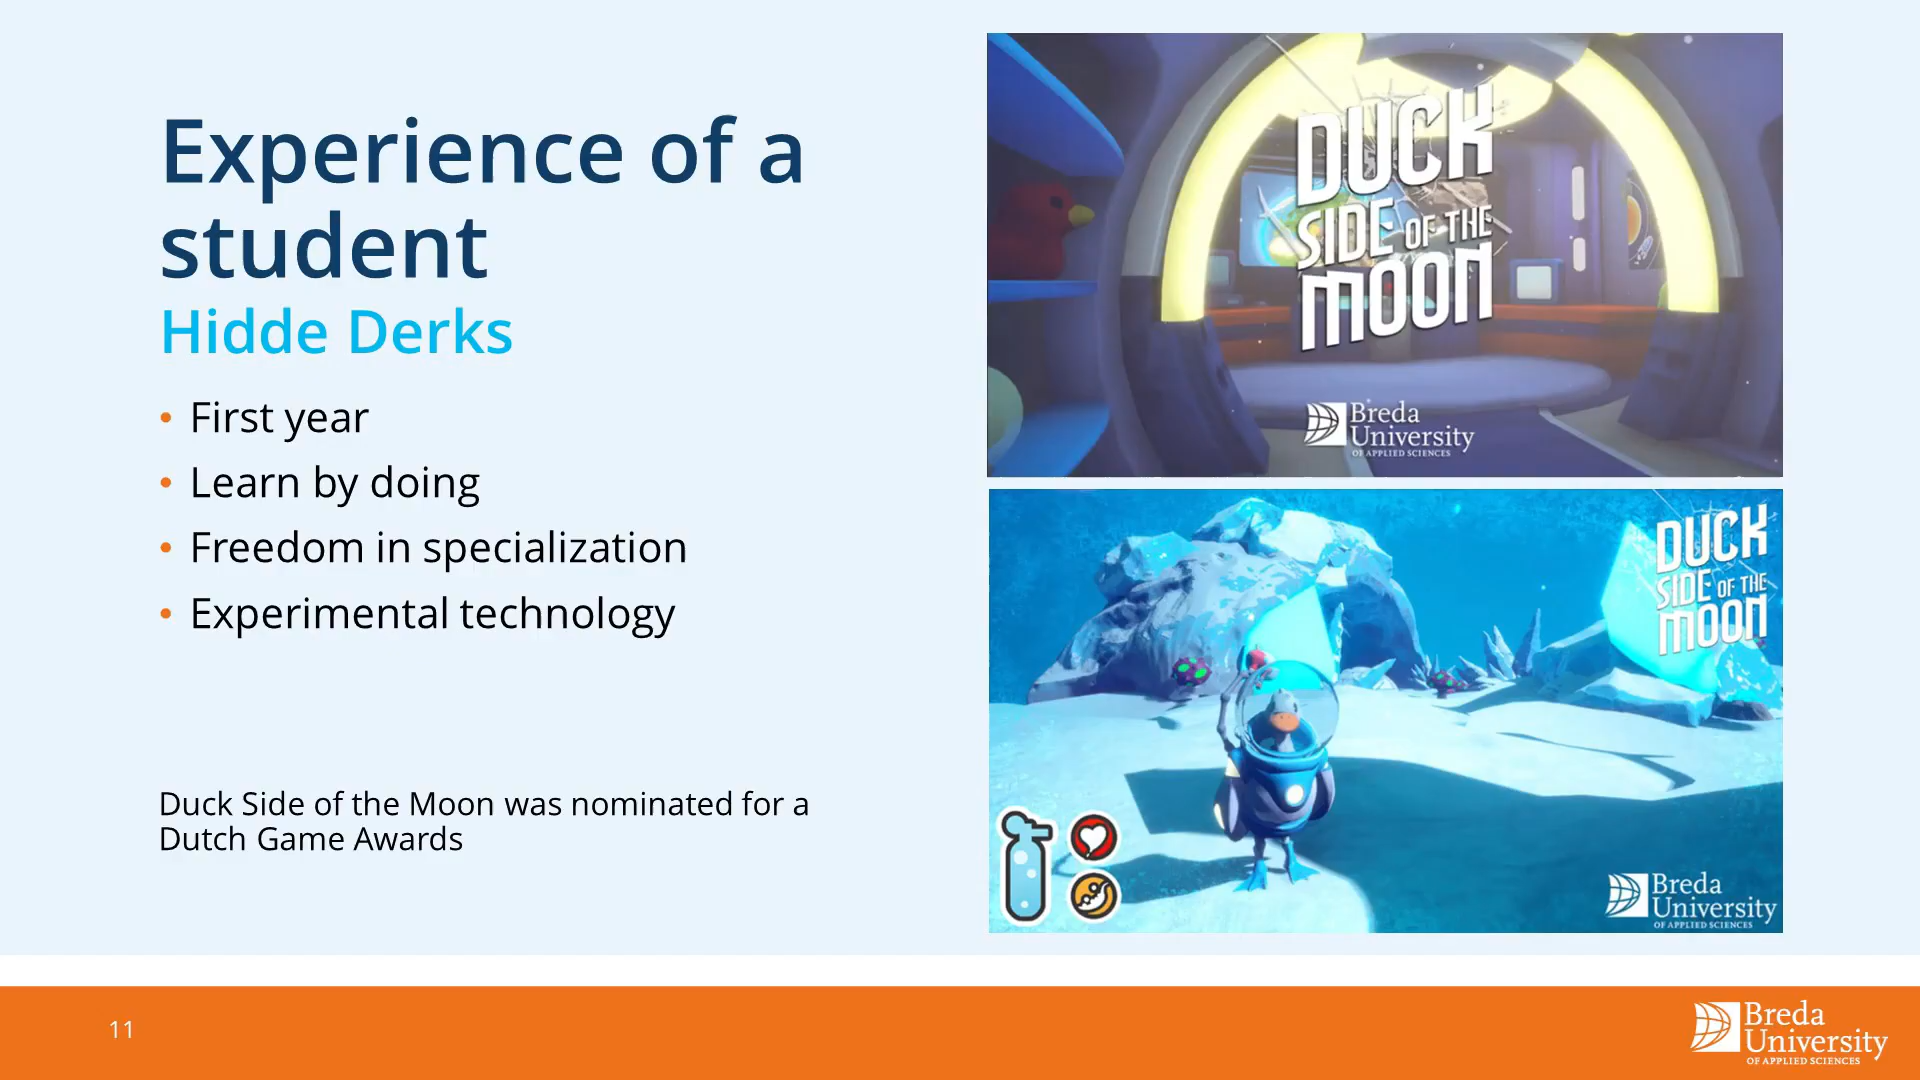 Experience of a
student
Hidde Derks
• First year
• Learn by doing
• Freedom in specialization
• Experimental technology
Duck Side of the Moon was nominated for a
Dutch Game Awards
DUCK
SIDE OF THE
MOON
Breda
University
OF APPLIED SCIENCES
DUCK
SIDE OF THE
MOON
Breda
University
OF APPLIED SCIENCES
11
Breda
University
OF APPLIED SCIENCES